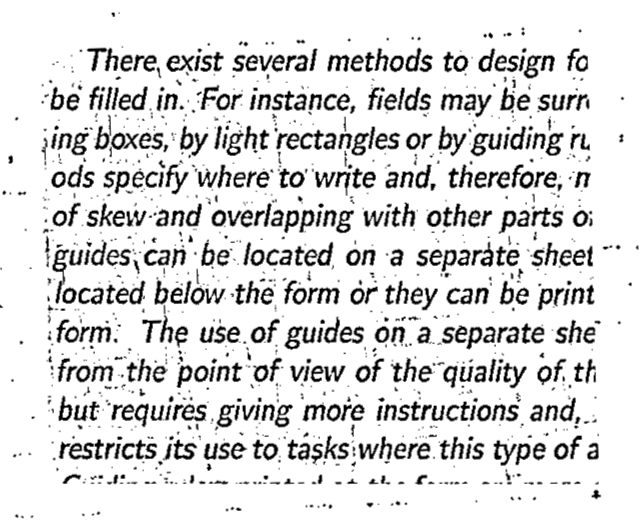 There exist several methods to design fo
be filled in. For instance, fields may be surr
ing boxes, by light rectangles or by guiding ru
ods specify where to write and, therefore, m
of skew and overlapping with other parts of
guides can be located on a separate sheet
located below the form or they can be print
form. The use of guides on a separate she
from the point of view of the quality of th
but requires giving more instructions and,
restricts its use to tasks where this type of a